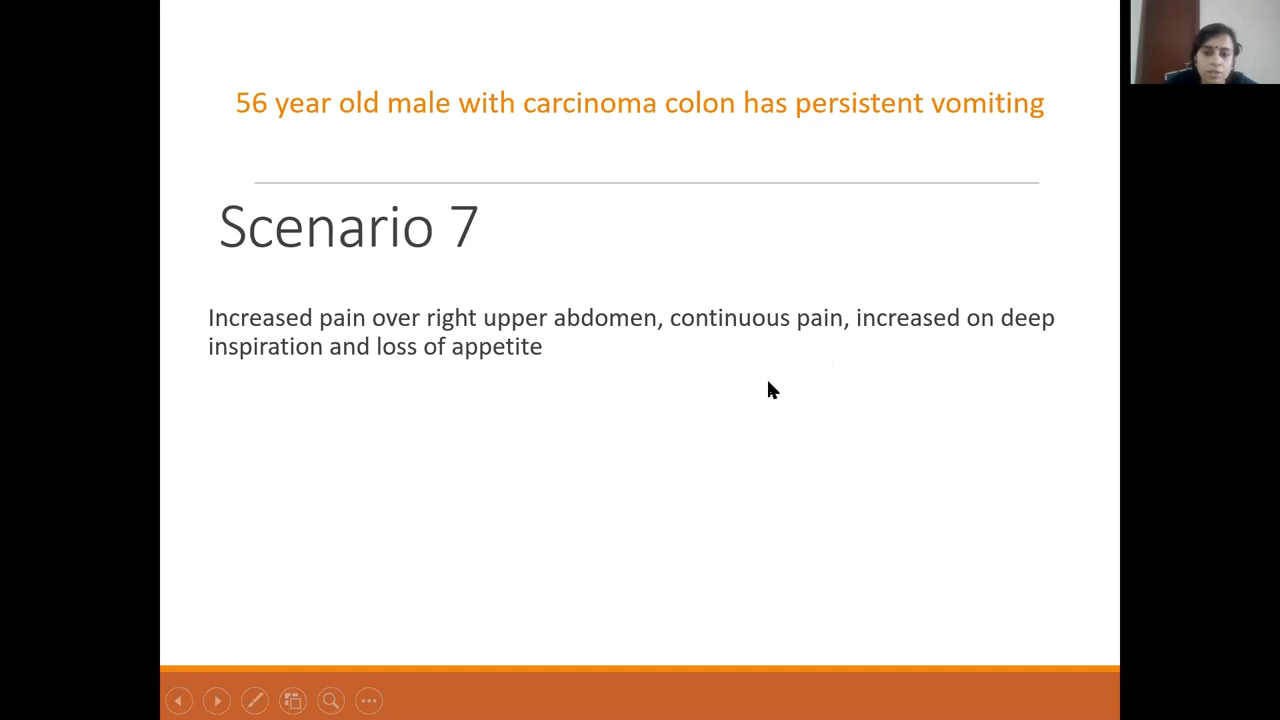 56 year old male with carcinoma colon has persistent vomiting
Scenario 7
Increased pain over right upper abdomen, continuous pain, increased on deep
inspiration and loss of appetite